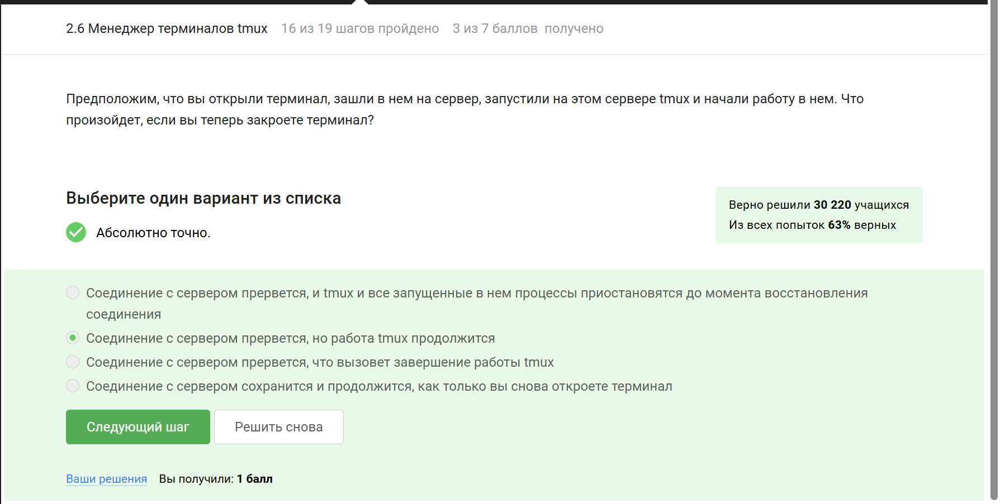 2.6 Менеджер терминалов tmux 16 из 19 шагов пройдено 3 из 7 баллов получено
Предположим, что вы открыли терминал, зашли в нем на сервер, запустили на этом сервере tmux и начали работу в нем. Что
произойдет, если вы теперь закроете терминал?
Выберите один вариант из списка
Абсолютно точно.
Верно решили 30 220 учащихся
Из всех попыток 63% верных
Соединение с сервером прервется, и tmux и все запущенные в нем процессы приостановятся до момента восстановления
соединения
Соединение с сервером прервется, но работа tmux продолжится
Соединение с сервером прервется, что вызовет завершение работы tmux
Соединение с сервером сохранится и продолжится, как только вы снова откроете терминал
Следующий шаг Решить снова
Ваши решения Вы получили: 1 балл